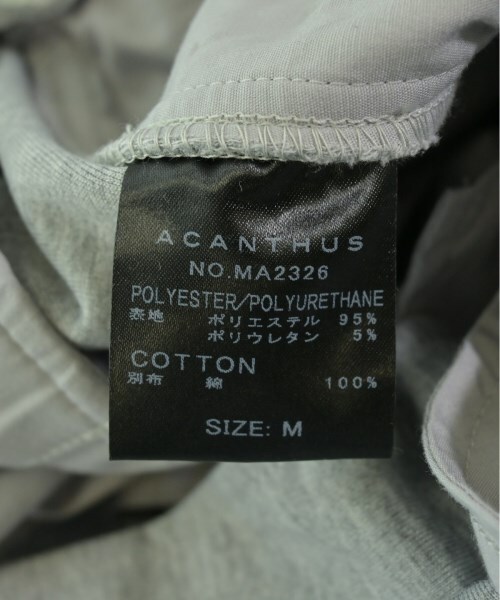 ACANTHUS
NO.MA2326
POLYESTER/POLYURETHANE
表地 ポリエステル 95%
ポリウレタン 5%
COTTON
別布 綿 100%
SIZE: M